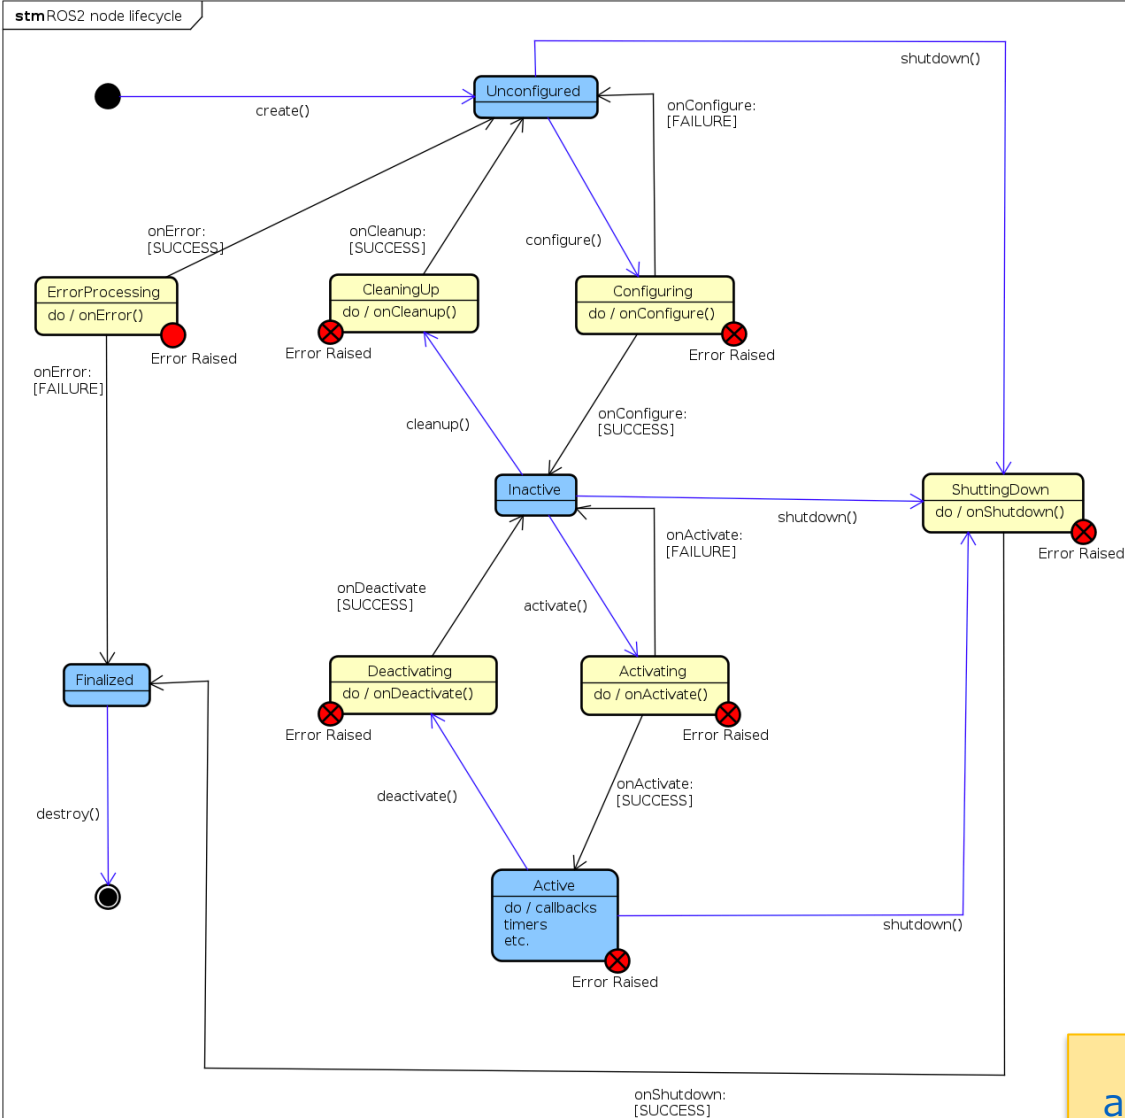 stm ROS2 node lifecycle
shutdown()
Unconfigured
create()
onConfigure:
[FAILURE]
onError:
[SUCCESS]
onCleanup:
[SUCCESS]
configure()
ErrorProcessing
do / onError()
Error Raised
CleaningUp
do / onCleanup()
Error Raised
Configuring
do / onConfigure()
Error Raised
onError:
[FAILURE]
cleanup()
onConfigure:
[SUCCESS]
Inactive
shutdown()
ShuttingDown
do / onShutdown()
Error Raised
onActivate:
[FAILURE]
onDeactivate
[SUCCESS]
activate()
Finalized
Deactivating
do / onDeactivate()
Error Raised
Activating
do / onActivate()
Error Raised
onActivate:
[SUCCESS]
deactivate()
destroy()
Active
do / callbacks
timers
etc.
Error Raised
shutdown()
onShutdown:
[SUCCESS]
a